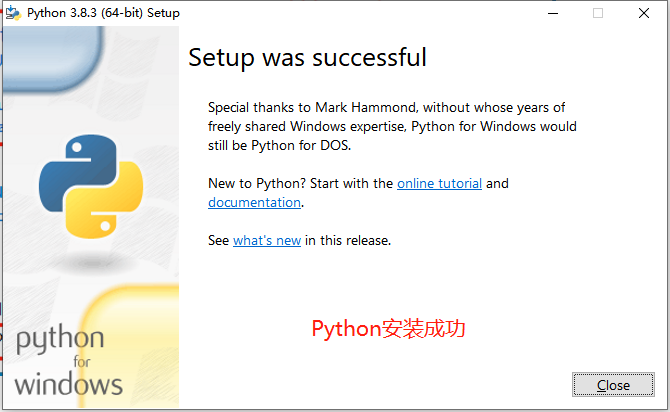 Python 3.8.3 (64-bit) Setup
Setup was successful
Special thanks to Mark Hammond, without whose years of
freely shared Windows expertise, Python for Windows would
still be Python for DOS.
New to Python? Start with the online tutorial and
documentation.
See what's new in this release.
Python安装成功
python
for
windows
Close